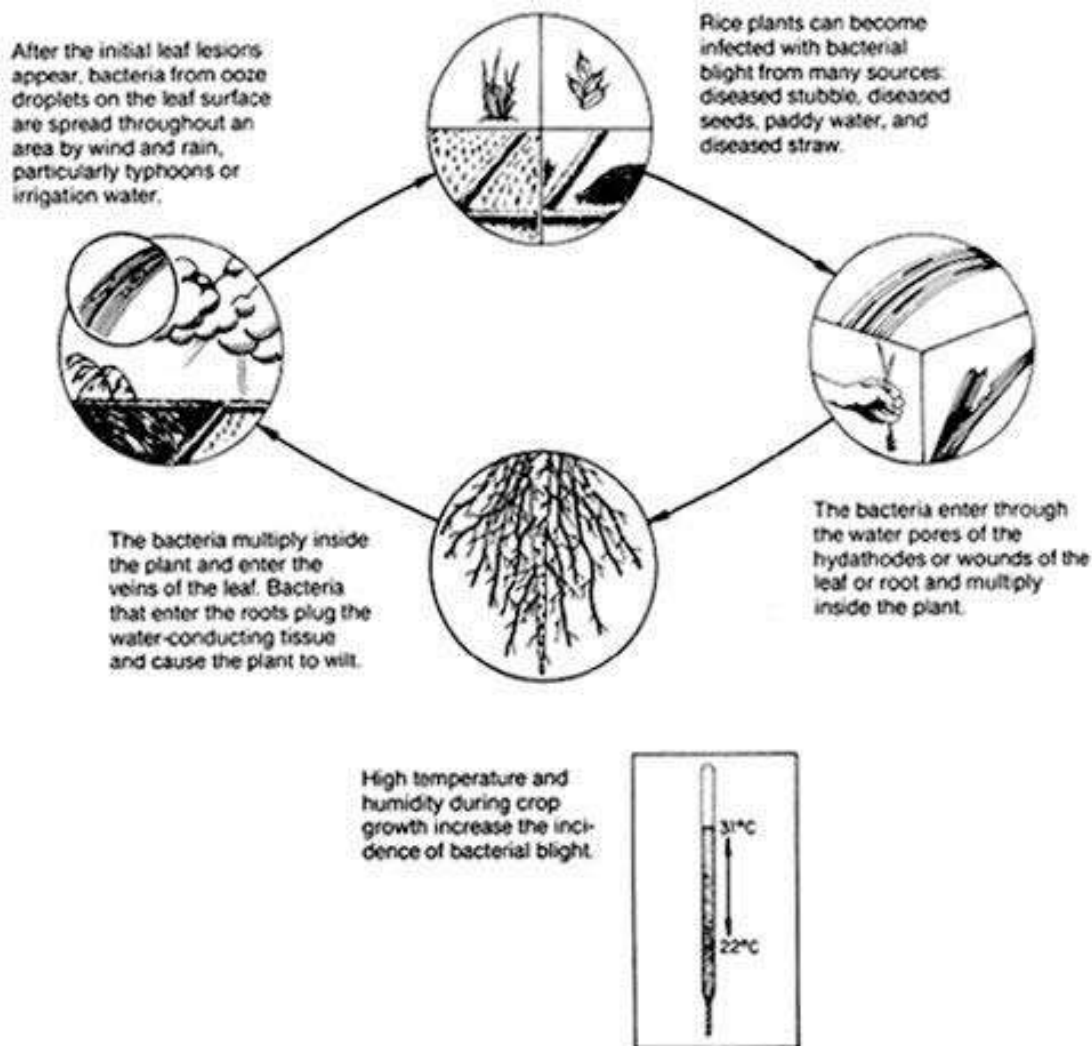 After the initial leaf lesions
appear, bacteria from ooze
droplets on the leaf surface
are spread throughout an
area by wind and rain,
particularly typhoons or
irrigation water.
Rice plants can become
infected with bacterial
blight from many sources:
diseased stubble, diseased
seeds, paddy water, and
diseased straw.
The bacteria enter through
the water pores of the
hydathodes or wounds of the
leaf or root and multiply
inside the plant.
The bacteria multiply inside
the plant and enter the
veins of the leaf. Bacteria
that enter the roots plug the
water-conducting tissue
and cause the plant to wilt.
High temperature and
humidity during crop
growth increase the inci-
dence of bacterial blight.
31°C
22°C